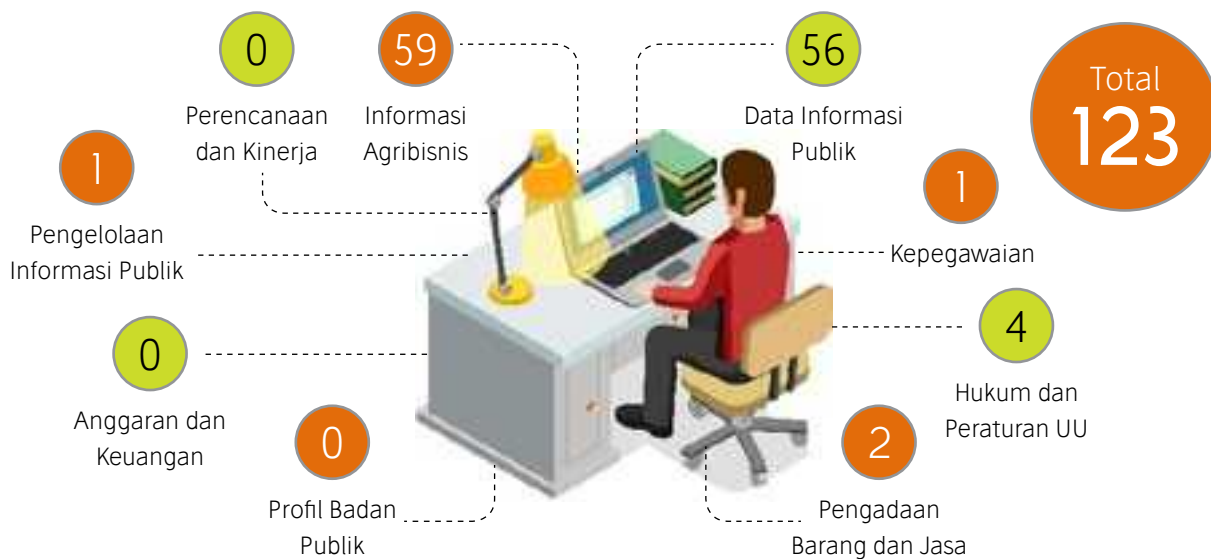 0
Perencanaan
dan Kinerja
59
Informasi
Agribisnis
56
Data Informasi
Publik
Total
123
1
Pengelolaan
Informasi Publik
1
Kepegawaian
0
Anggaran dan
Keuangan
4
Hukum dan
Peraturan UU
0
Profil Badan
Publik
2
Pengadaan
Barang dan Jasa